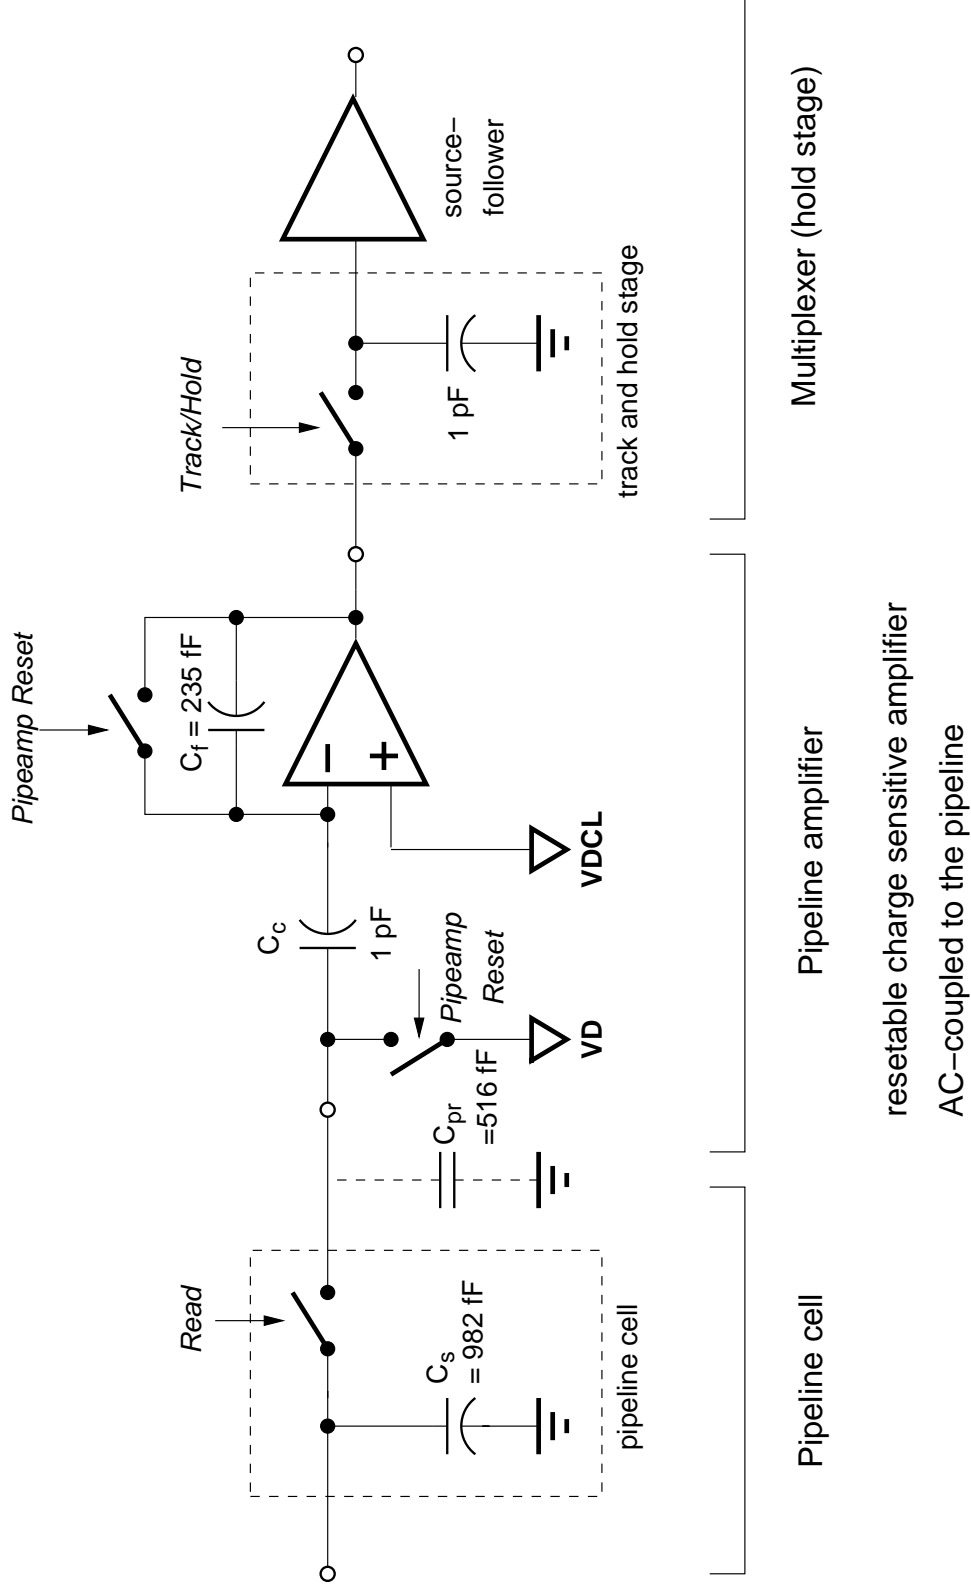 Read
C_s
= 982 fF
pipeline cell
C_pr
=516 fF
Pipeamp
Reset
VD
C_c
1 pF
VDCL
Pipeamp Reset
C_f = 235 fF
−
+
Track/Hold
1 pF
track and hold stage
source−
follower
Pipeline cell
Pipeline amplifier
Multiplexer (hold stage)
resetable charge sensitive amplifier
AC−coupled to the pipeline